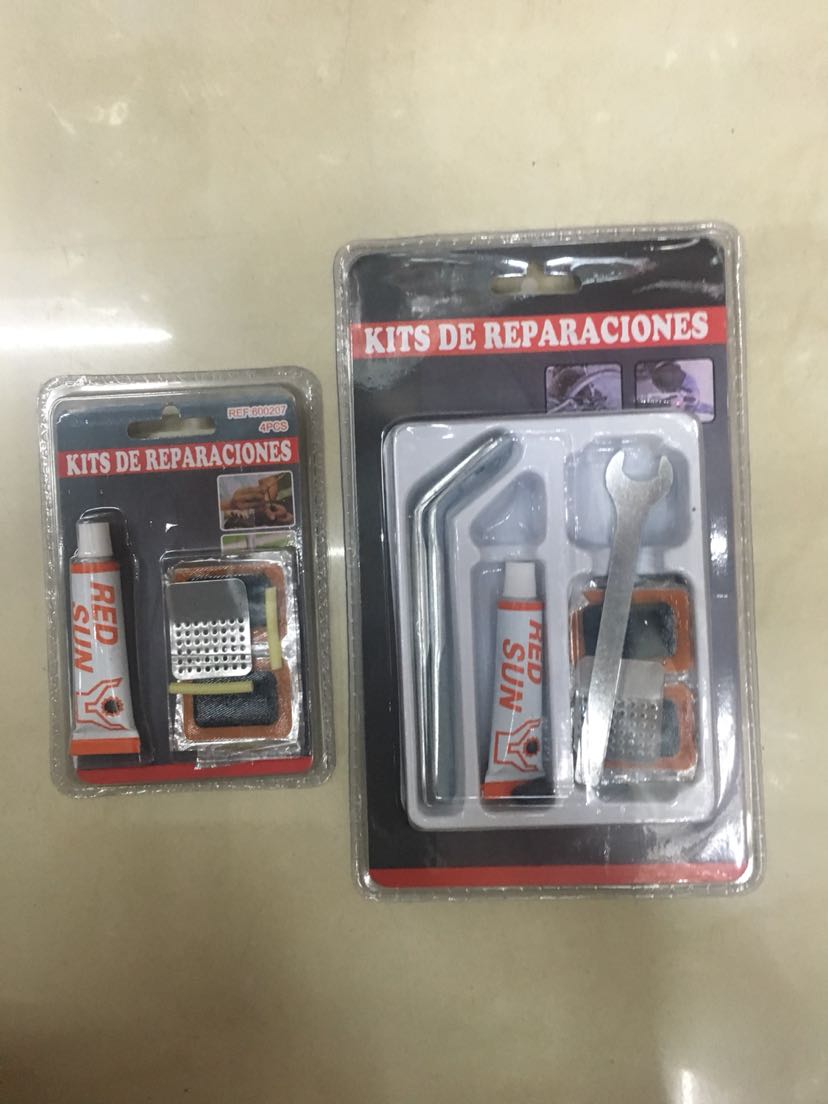 REF:600207
4PCS
KITS DE REPARACIONES
RED
SUN
KITS DE REPARACIONES
RED
SUN